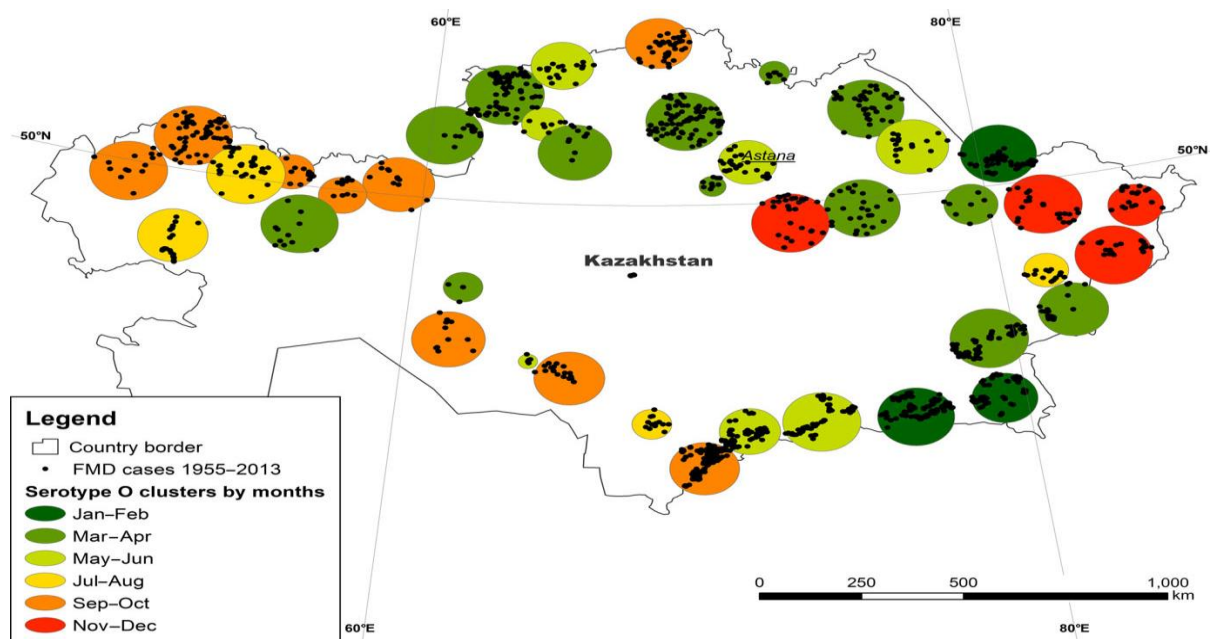 60°E
80°E
50°N
50°N
Astana
Kazakhstan
Legend
Country border
FMD cases 1955–2013
Serotype O clusters by months
Jan–Feb
Mar–Apr
May–Jun
Jul–Aug
Sep–Oct
Nov–Dec
0 250 500 1,000
km
60°E
80°E